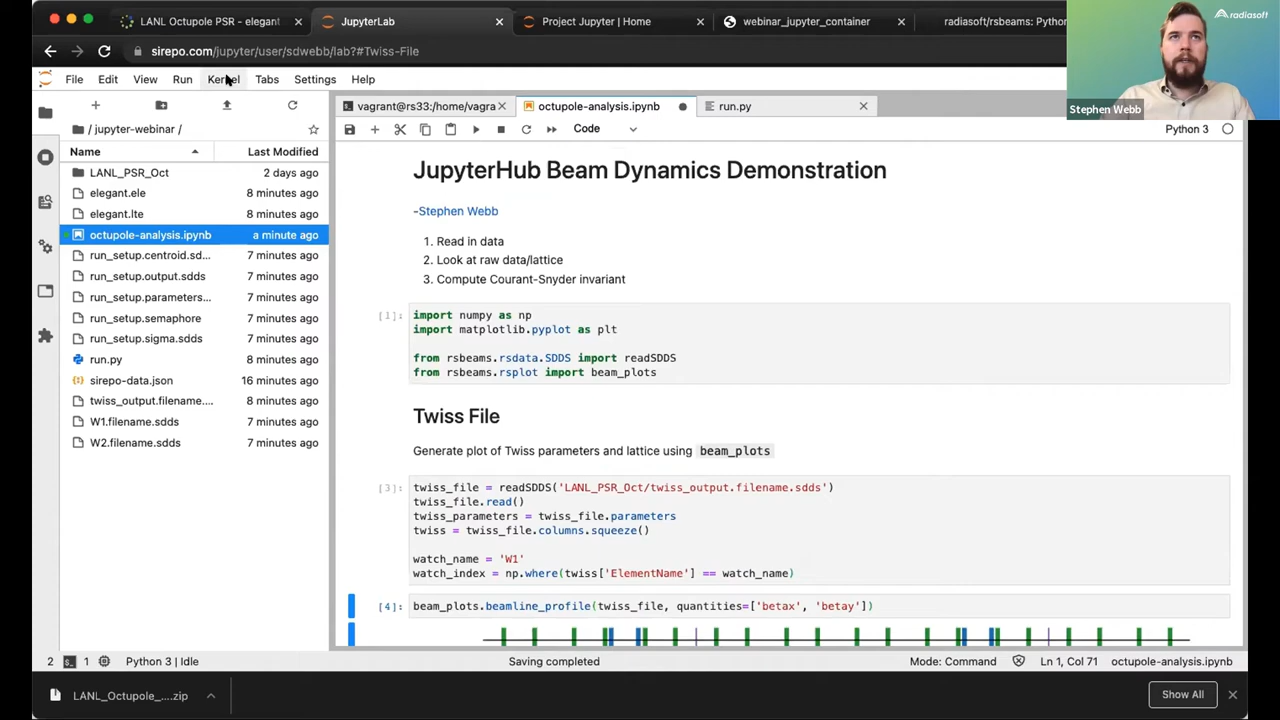 LANL Octupole PSR - elegant
JupyterLab
Project Jupyter | Home
webinar_jupyter_container
radiasoft/rsbeams: Python
radiasoft
sirepo.com/jupyter/user/sdwebb/lab?#Twiss-File
Stephen Webb
File Edit View Run Kernel Tabs Settings Help
vagrant@rs33:/home/vagra
octupole-analysis.ipynb
run.py
/ jupyter-webinar /
Code
Python 3
Name Last Modified
LANL_PSR_Oct 2 days ago
elegant.ele 8 minutes ago
elegant.lte 8 minutes ago
octupole-analysis.ipynb a minute ago
run_setup.centroid.sd... 7 minutes ago
run_setup.output.sdds 7 minutes ago
run_setup.parameters... 7 minutes ago
run_setup.semaphore 7 minutes ago
run_setup.sigma.sdds 7 minutes ago
run.py 8 minutes ago
sirepo-data.json 16 minutes ago
twiss_output.filename.... 8 minutes ago
W1.filename.sdds 7 minutes ago
W2.filename.sdds 7 minutes ago
JupyterHub Beam Dynamics Demonstration
-Stephen Webb
1. Read in data
2. Look at raw data/lattice
3. Compute Courant-Snyder invariant
[1]: import numpy as np
import matplotlib.pyplot as plt
from rsbeams.rsdata.SDDS import readSDDS
from rsbeams.rsplot import beam_plots
Twiss File
Generate plot of Twiss parameters and lattice using beam_plots
[3]: twiss_file = readSDDS('LANL_PSR_Oct/twiss_output.filename.sdds')
twiss_file.read()
twiss_parameters = twiss_file.parameters
twiss = twiss_file.columns.squeeze()
watch_name = 'W1'
watch_index = np.where(twiss['ElementName'] == watch_name)
[4]: beam_plots.beamline_profile(twiss_file, quantities=['betax', 'betay'])
2 1 Python 3 | Idle Saving completed Mode: Command Ln 1, Col 71 octupole-analysis.ipynb
LANL_Octupole_....zip
Show All